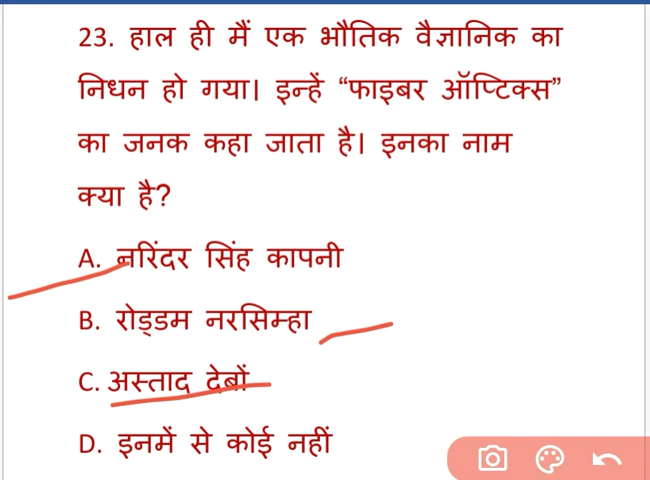 23. हाल ही मैं एक भौतिक वैज्ञानिक का
निधन हो गया। इन्हें “फाइबर ऑप्टिक्स”
का जनक कहा जाता है। इनका नाम
क्या है?
A. नरिंदर सिंह कापनी
B. रोड्डम नरसिम्हा
C. अस्ताद देबों
D. इनमें से कोई नहीं